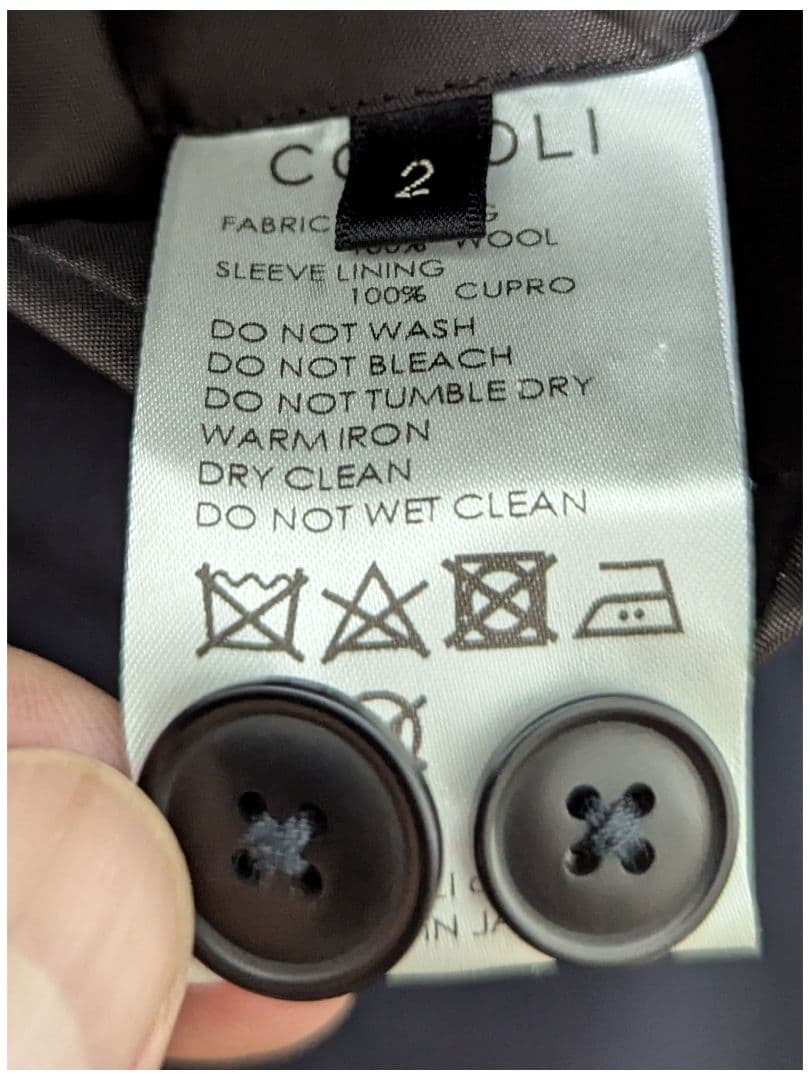 2
FABRIC
WOOL
SLEEVE LINING
100% CUPRO
DO NOT WASH
DO NOT BLEACH
DO NOT TUMBLE DRY
WARM IRON
DRY CLEAN
DO NOT WET CLEAN
IN